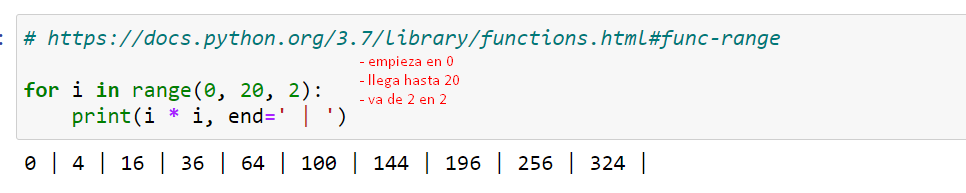 # https://docs.python.org/3.7/library/functions.html#func-range
- empieza en 0
- llega hasta 20
for i in range(0, 20, 2):
- va de 2 en 2
print(i * i, end=' | ')
0 | 4 | 16 | 36 | 64 | 100 | 144 | 196 | 256 | 324 |